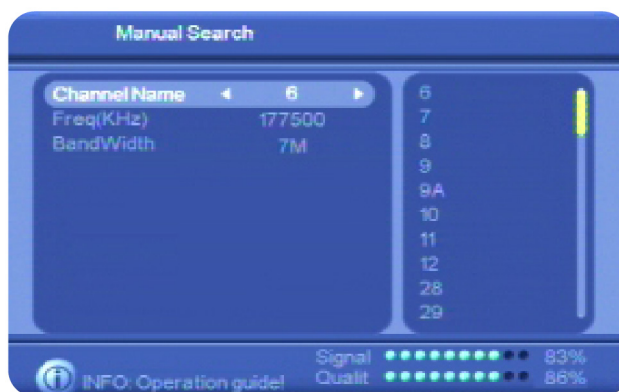 Manual Search
Channel Name 6
Freq(KHz) 177500
BandWidth 7M
6
7
8
9
9A
10
11
12
28
29
Signal 83%
Qualit 86%
INFO: Operation guide!